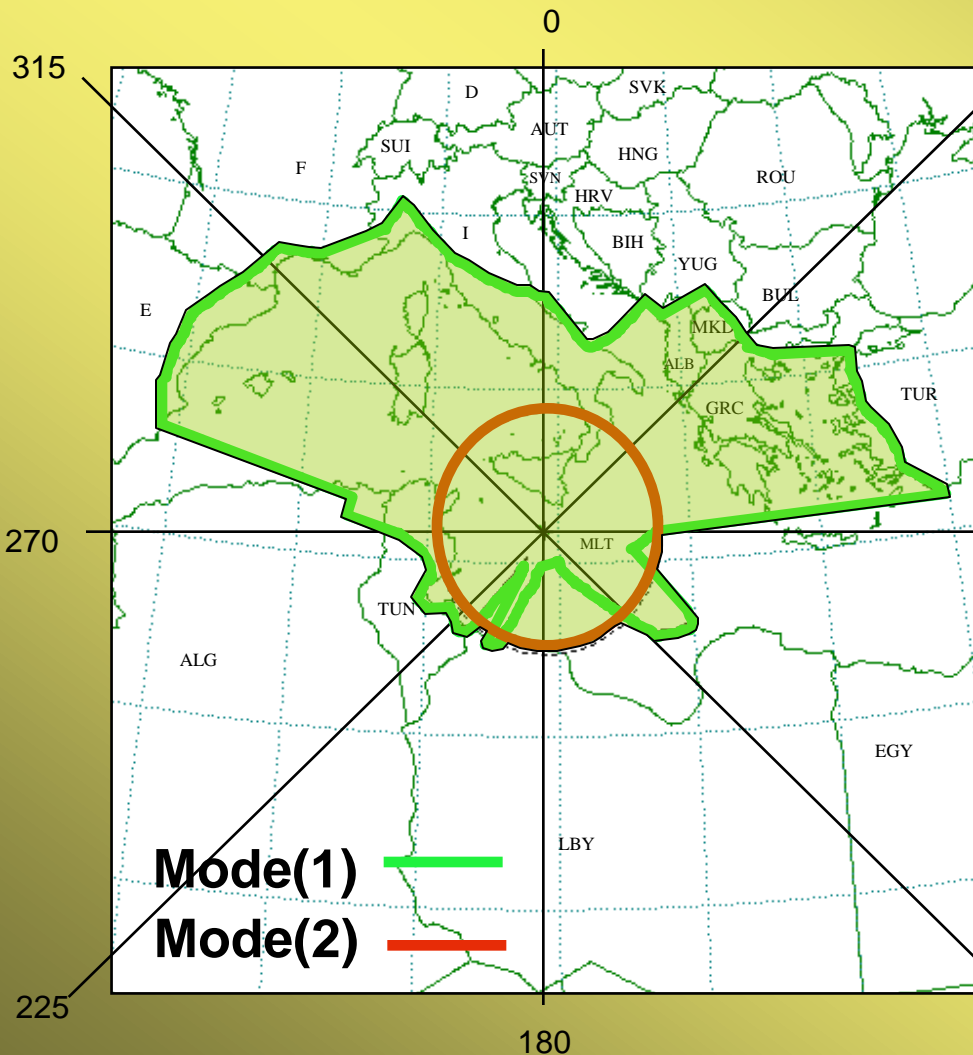 0
315
D
SVK
AUT
SUI
HNG
F
SVN
ROU
HRV
I
BIH
YUG
BUL
E
MKD
ALB
TUR
GRC
270
MLT
TUN
ALG
EGY
LBY
Mode(1)
Mode(2)
225
180